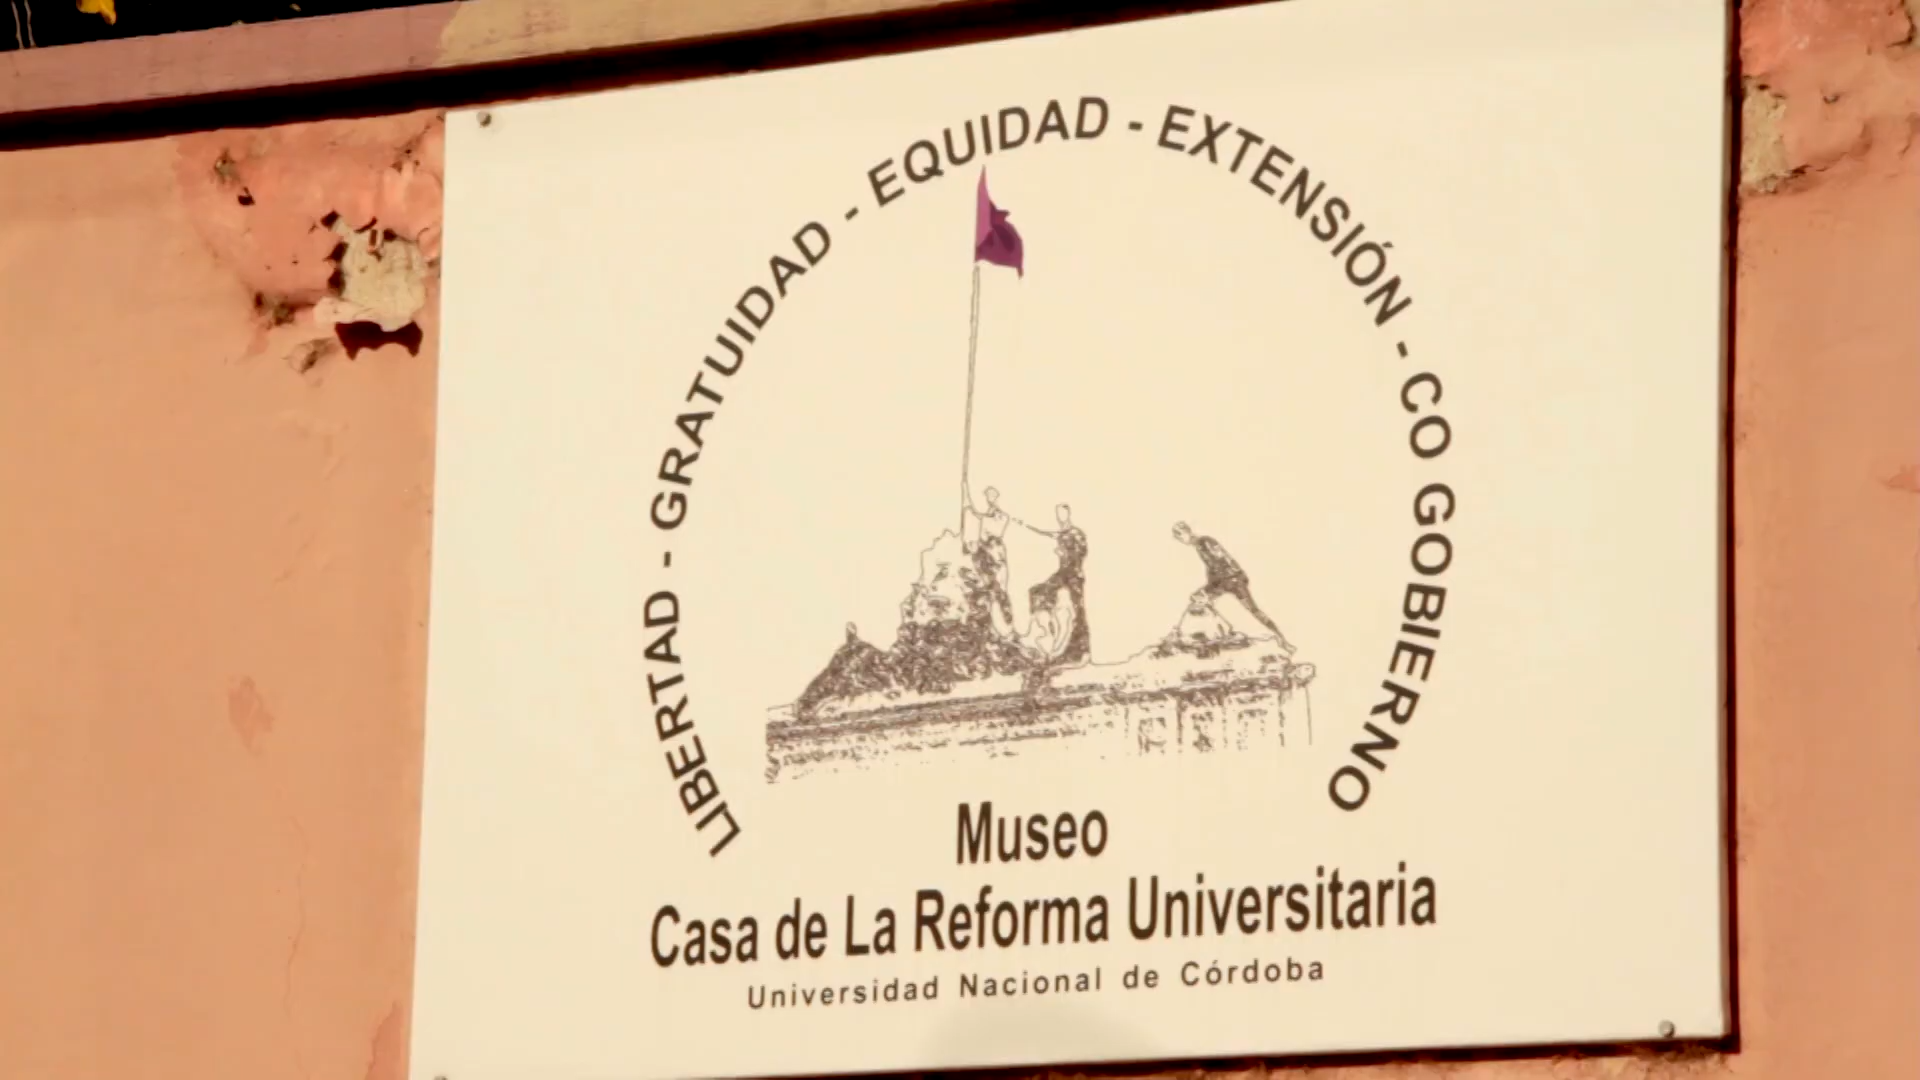 LIBERTAD - GRATUIDAD - EQUIDAD - EXTENSIÓN - CO GOBIERNO
Museo
Casa de La Reforma Universitaria
Universidad Nacional de Córdoba